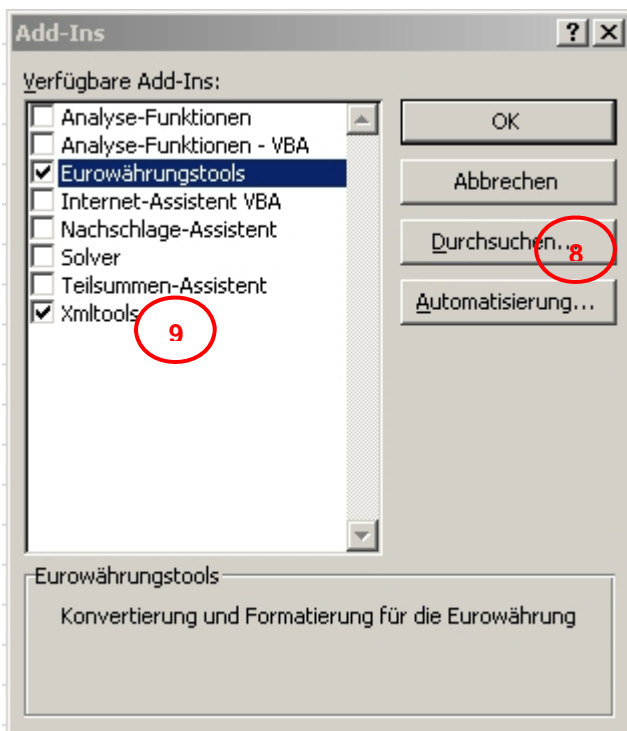 Add-Ins
Verfügbare Add-Ins:
Analyse-Funktionen
Analyse-Funktionen - VBA
Eurowährungstools
Internet-Assistent VBA
Nachschlage-Assistent
Solver
Teilsummen-Assistent
Xmltools
9
OK
Abbrechen
Durchsuchen...
8
Automatisierung...
Eurowährungstools
Konvertierung und Formatierung für die Eurowährung